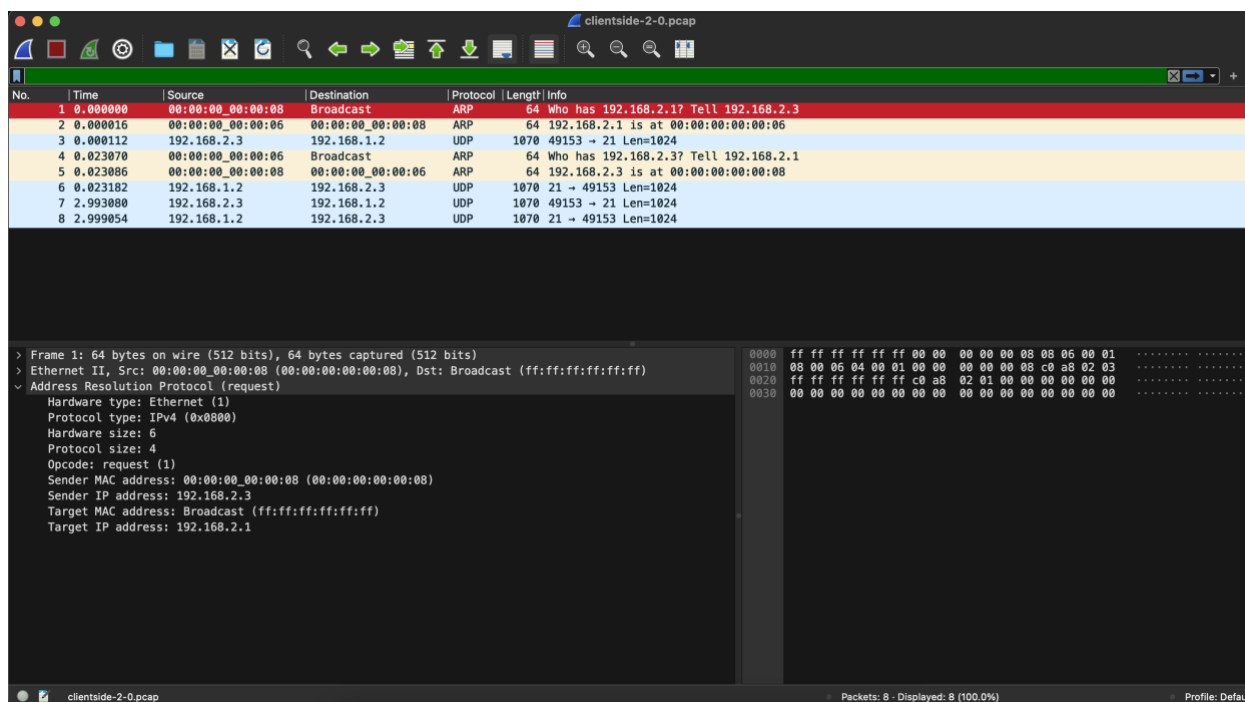 clientside-2-0.pcap
No. Time Source Destination Protocol Length Info
1 0.000000 00:00:00_00:00:08 Broadcast ARP 64 Who has 192.168.2.1? Tell 192.168.2.3
2 0.000016 00:00:00_00:00:06 00:00:00_00:00:08 ARP 64 192.168.2.1 is at 00:00:00:00:00:06
3 0.000112 192.168.2.3 192.168.1.2 UDP 1070 49153 → 21 Len=1024
4 0.023070 00:00:00_00:00:06 Broadcast ARP 64 Who has 192.168.2.3? Tell 192.168.2.1
5 0.023086 00:00:00_00:00:08 00:00:00_00:00:06 ARP 64 192.168.2.3 is at 00:00:00:00:00:08
6 0.023182 192.168.1.2 192.168.2.3 UDP 1070 21 → 49153 Len=1024
7 2.993080 192.168.2.3 192.168.1.2 UDP 1070 49153 → 21 Len=1024
8 2.999054 192.168.1.2 192.168.2.3 UDP 1070 21 → 49153 Len=1024
> Frame 1: 64 bytes on wire (512 bits), 64 bytes captured (512 bits)
> Ethernet II, Src: 00:00:00_00:00:08 (00:00:00:00:00:08), Dst: Broadcast (ff:ff:ff:ff:ff:ff)
Address Resolution Protocol (request)
Hardware type: Ethernet (1)
Protocol type: IPv4 (0x0800)
Hardware size: 6
Protocol size: 4
Opcode: request (1)
Sender MAC address: 00:00:00_00:00:08 (00:00:00:00:00:08)
Sender IP address: 192.168.2.3
Target MAC address: Broadcast (ff:ff:ff:ff:ff:ff)
Target IP address: 192.168.2.1
0000 ff ff ff ff ff ff 00 00 00 00 00 08 08 06 00 01 ········ ·······
0010 08 00 06 04 00 01 00 00 00 00 00 08 c0 a8 02 03 ········ ·······
0020 ff ff ff ff ff ff c0 a8 02 01 00 00 00 00 00 00 ········ ·······
0030 00 00 00 00 00 00 00 00 00 00 00 00 00 00 00 00 ········ ·······
clientside-2-0.pcap Packets: 8 · Displayed: 8 (100.0%) Profile: Defau